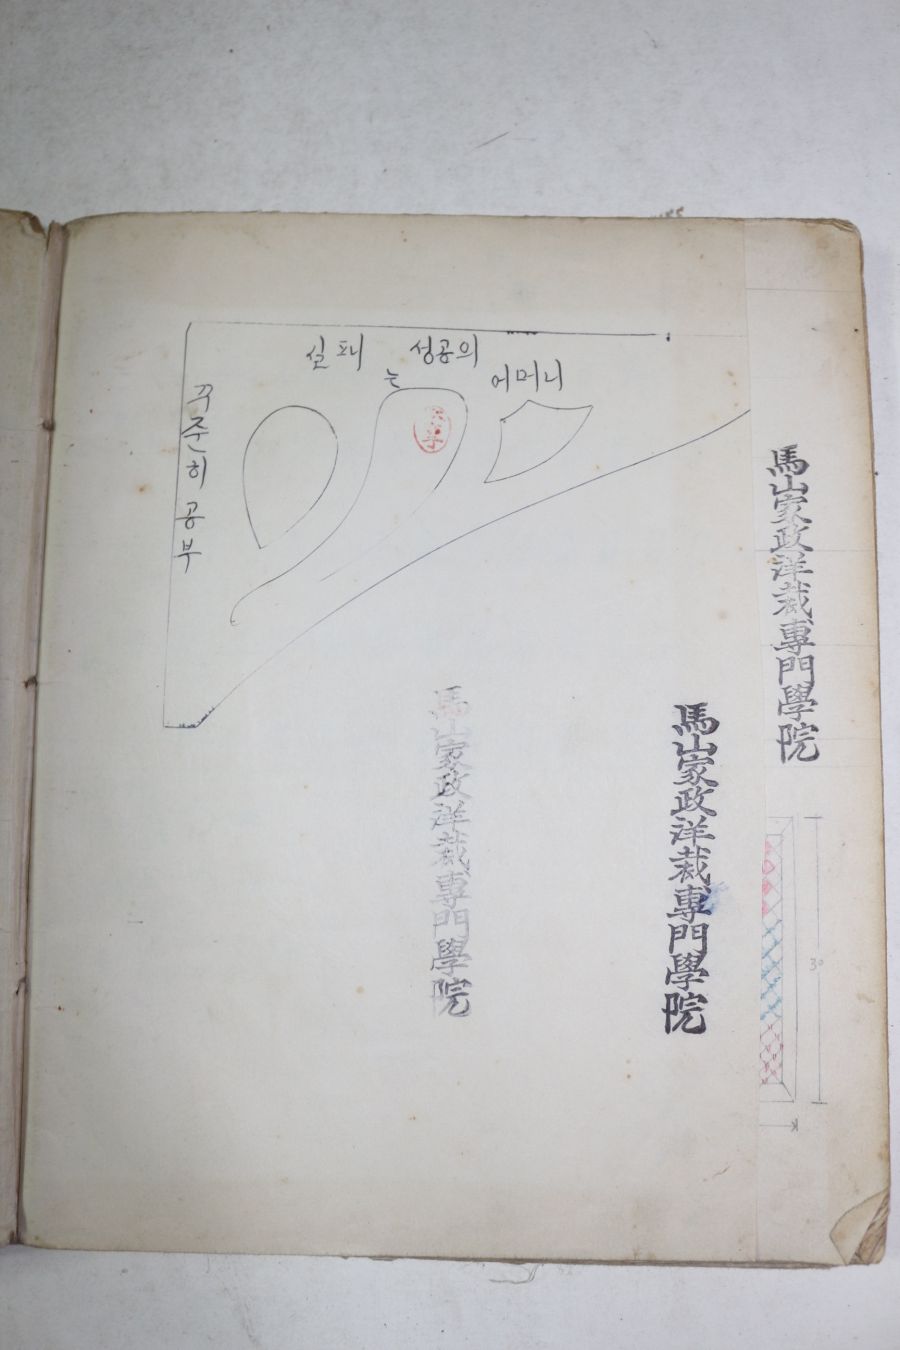 실패
는
성공의
어머니
꾸준히 공부
馬山家政洋裁專門學院
馬山家政洋裁專門學院
馬山家政洋裁專門學院
30